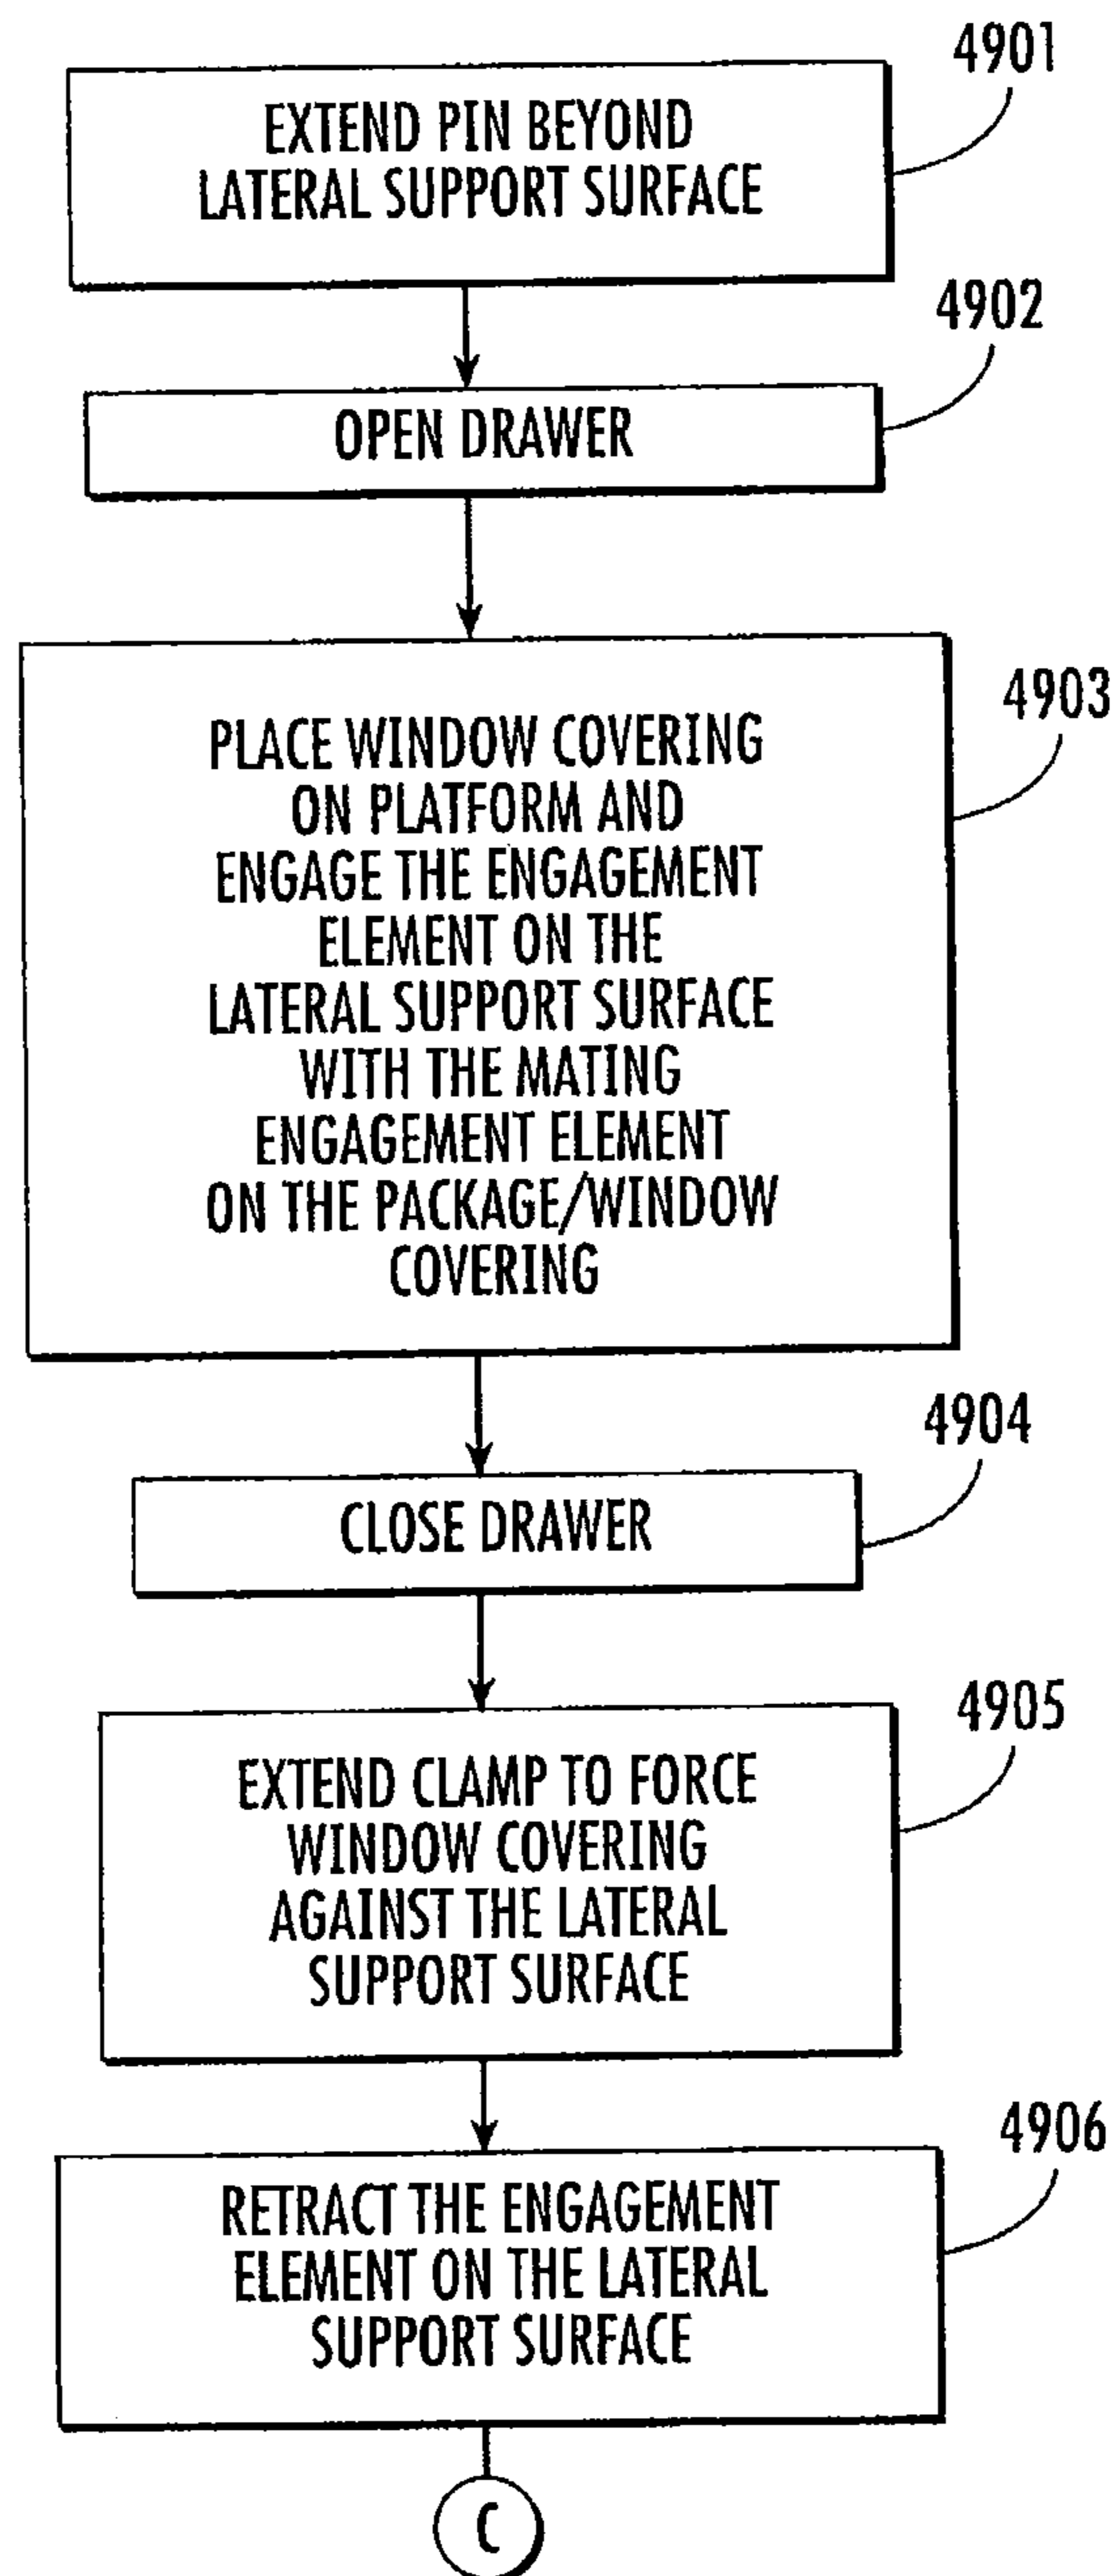 4901
EXTEND PIN BEYOND
LATERAL SUPPORT SURFACE
4902
OPEN DRAWER
4903
PLACE WINDOW COVERING
ON PLATFORM AND
ENGAGE THE ENGAGEMENT
ELEMENT ON THE
LATERAL SUPPORT SURFACE
WITH THE MATING
ENGAGEMENT ELEMENT
ON THE PACKAGE/WINDOW
COVERING
4904
CLOSE DRAWER
4905
EXTEND CLAMP TO FORCE
WINDOW COVERING
AGAINST THE LATERAL
SUPPORT SURFACE
4906
RETRACT THE ENGAGEMENT
ELEMENT ON THE LATERAL
SUPPORT SURFACE
C